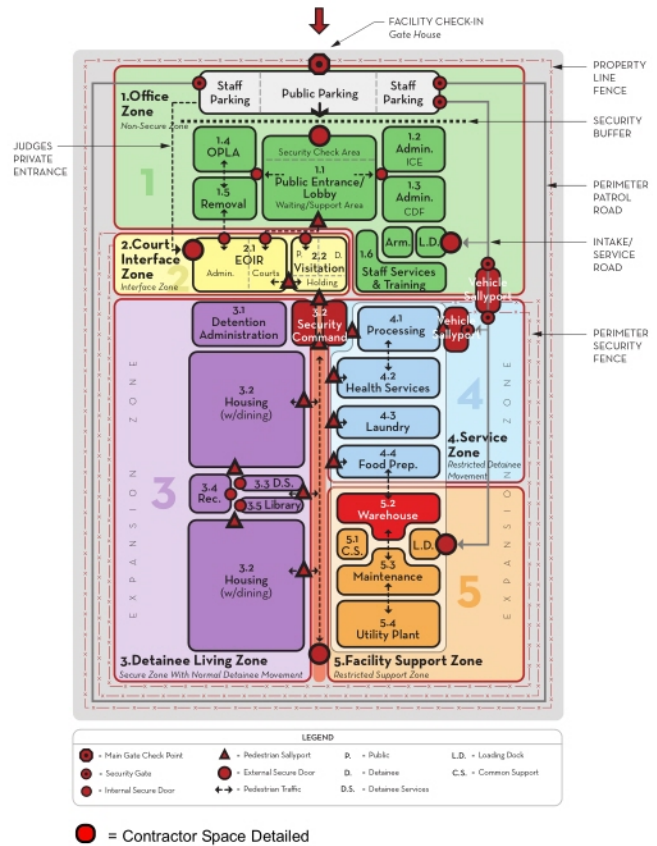 FACILITY CHECK-IN
Gate House
PROPERTY
LINE
FENCE
SECURITY
BUFFER
JUDGES
PRIVATE
ENTRANCE
PERIMETER
PATROL
ROAD
INTAKE/
SERVICE
ROAD
PERIMETER
SECURITY
FENCE
Staff
Parking
Public Parking
Staff
Parking
1.Office
Zone
Non-Secure Zone
1
1.4
OPLA
1.5
Removal
Security Check Area
1.1
Public Entrance/
Lobby
Waiting/Support Area
1.2
Admin.
ICE
1.3
Admin.
CDF
1.6
Arm.
L.D.
Staff Services
& Training
2.Court
Interface
Zone
Interface Zone
2
2.1
EOIR
Admin.
Courts
P.
2.2
D.
Visitation
Holding
Vehicle
Sallyport
Vehicle
Sallyport
3.1
Detention
Administration
3.2
Security
Command
3.2
Housing
(w/dining)
3.4
Rec.
3.3 D.S.
3.5 Library
3.2
Housing
(w/dining)
3
EXPANSION ZONE
3.Detainee Living Zone
Secure Zone With Normal Detainee Movement
4.1
Processing
4.2
Health Services
4.3
Laundry
4.4
Food Prep.
4
4.Service
Zone
Restricted Detainee
Movement
EXPANSION ZONE
5.2
Warehouse
5.1
C.S.
L.D.
5.3
Maintenance
5.4
Utility Plant
5
5.Facility Support Zone
Restricted Support Zone
LEGEND
= Main Gate Check Point
= Security Gate
= Internal Secure Door
= Pedestrian Sallyport
= External Secure Door
= Pedestrian Traffic
P. = Public
D. = Detainee
D.S. = Detainee Services
L.D. = Loading Dock
C.S. = Common Support
= Contractor Space Detailed